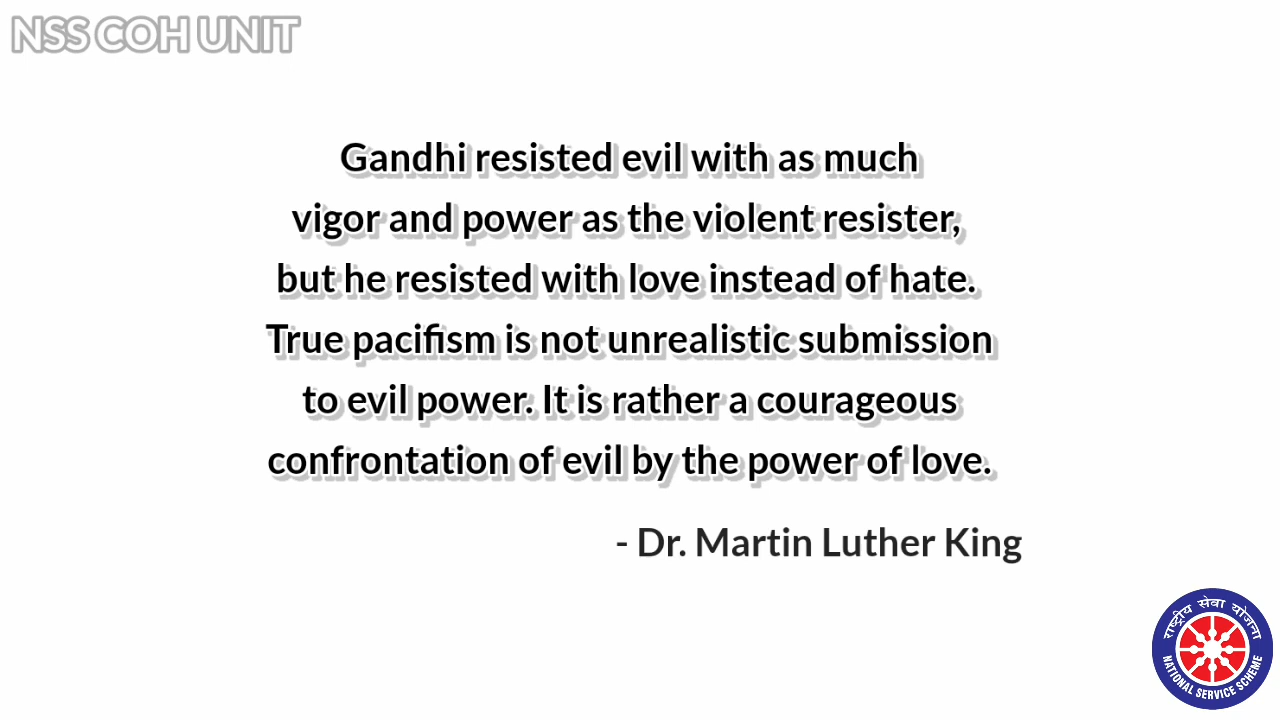 NSS COH UNIT
Gandhi resisted evil with as much
vigor and power as the violent resister,
but he resisted with love instead of hate.
True pacifism is not unrealistic submission
to evil power. It is rather a courageous
confrontation of evil by the power of love.
- Dr. Martin Luther King
राष्ट्रीय सेवा योजना
NATIONAL SERVICE SCHEME